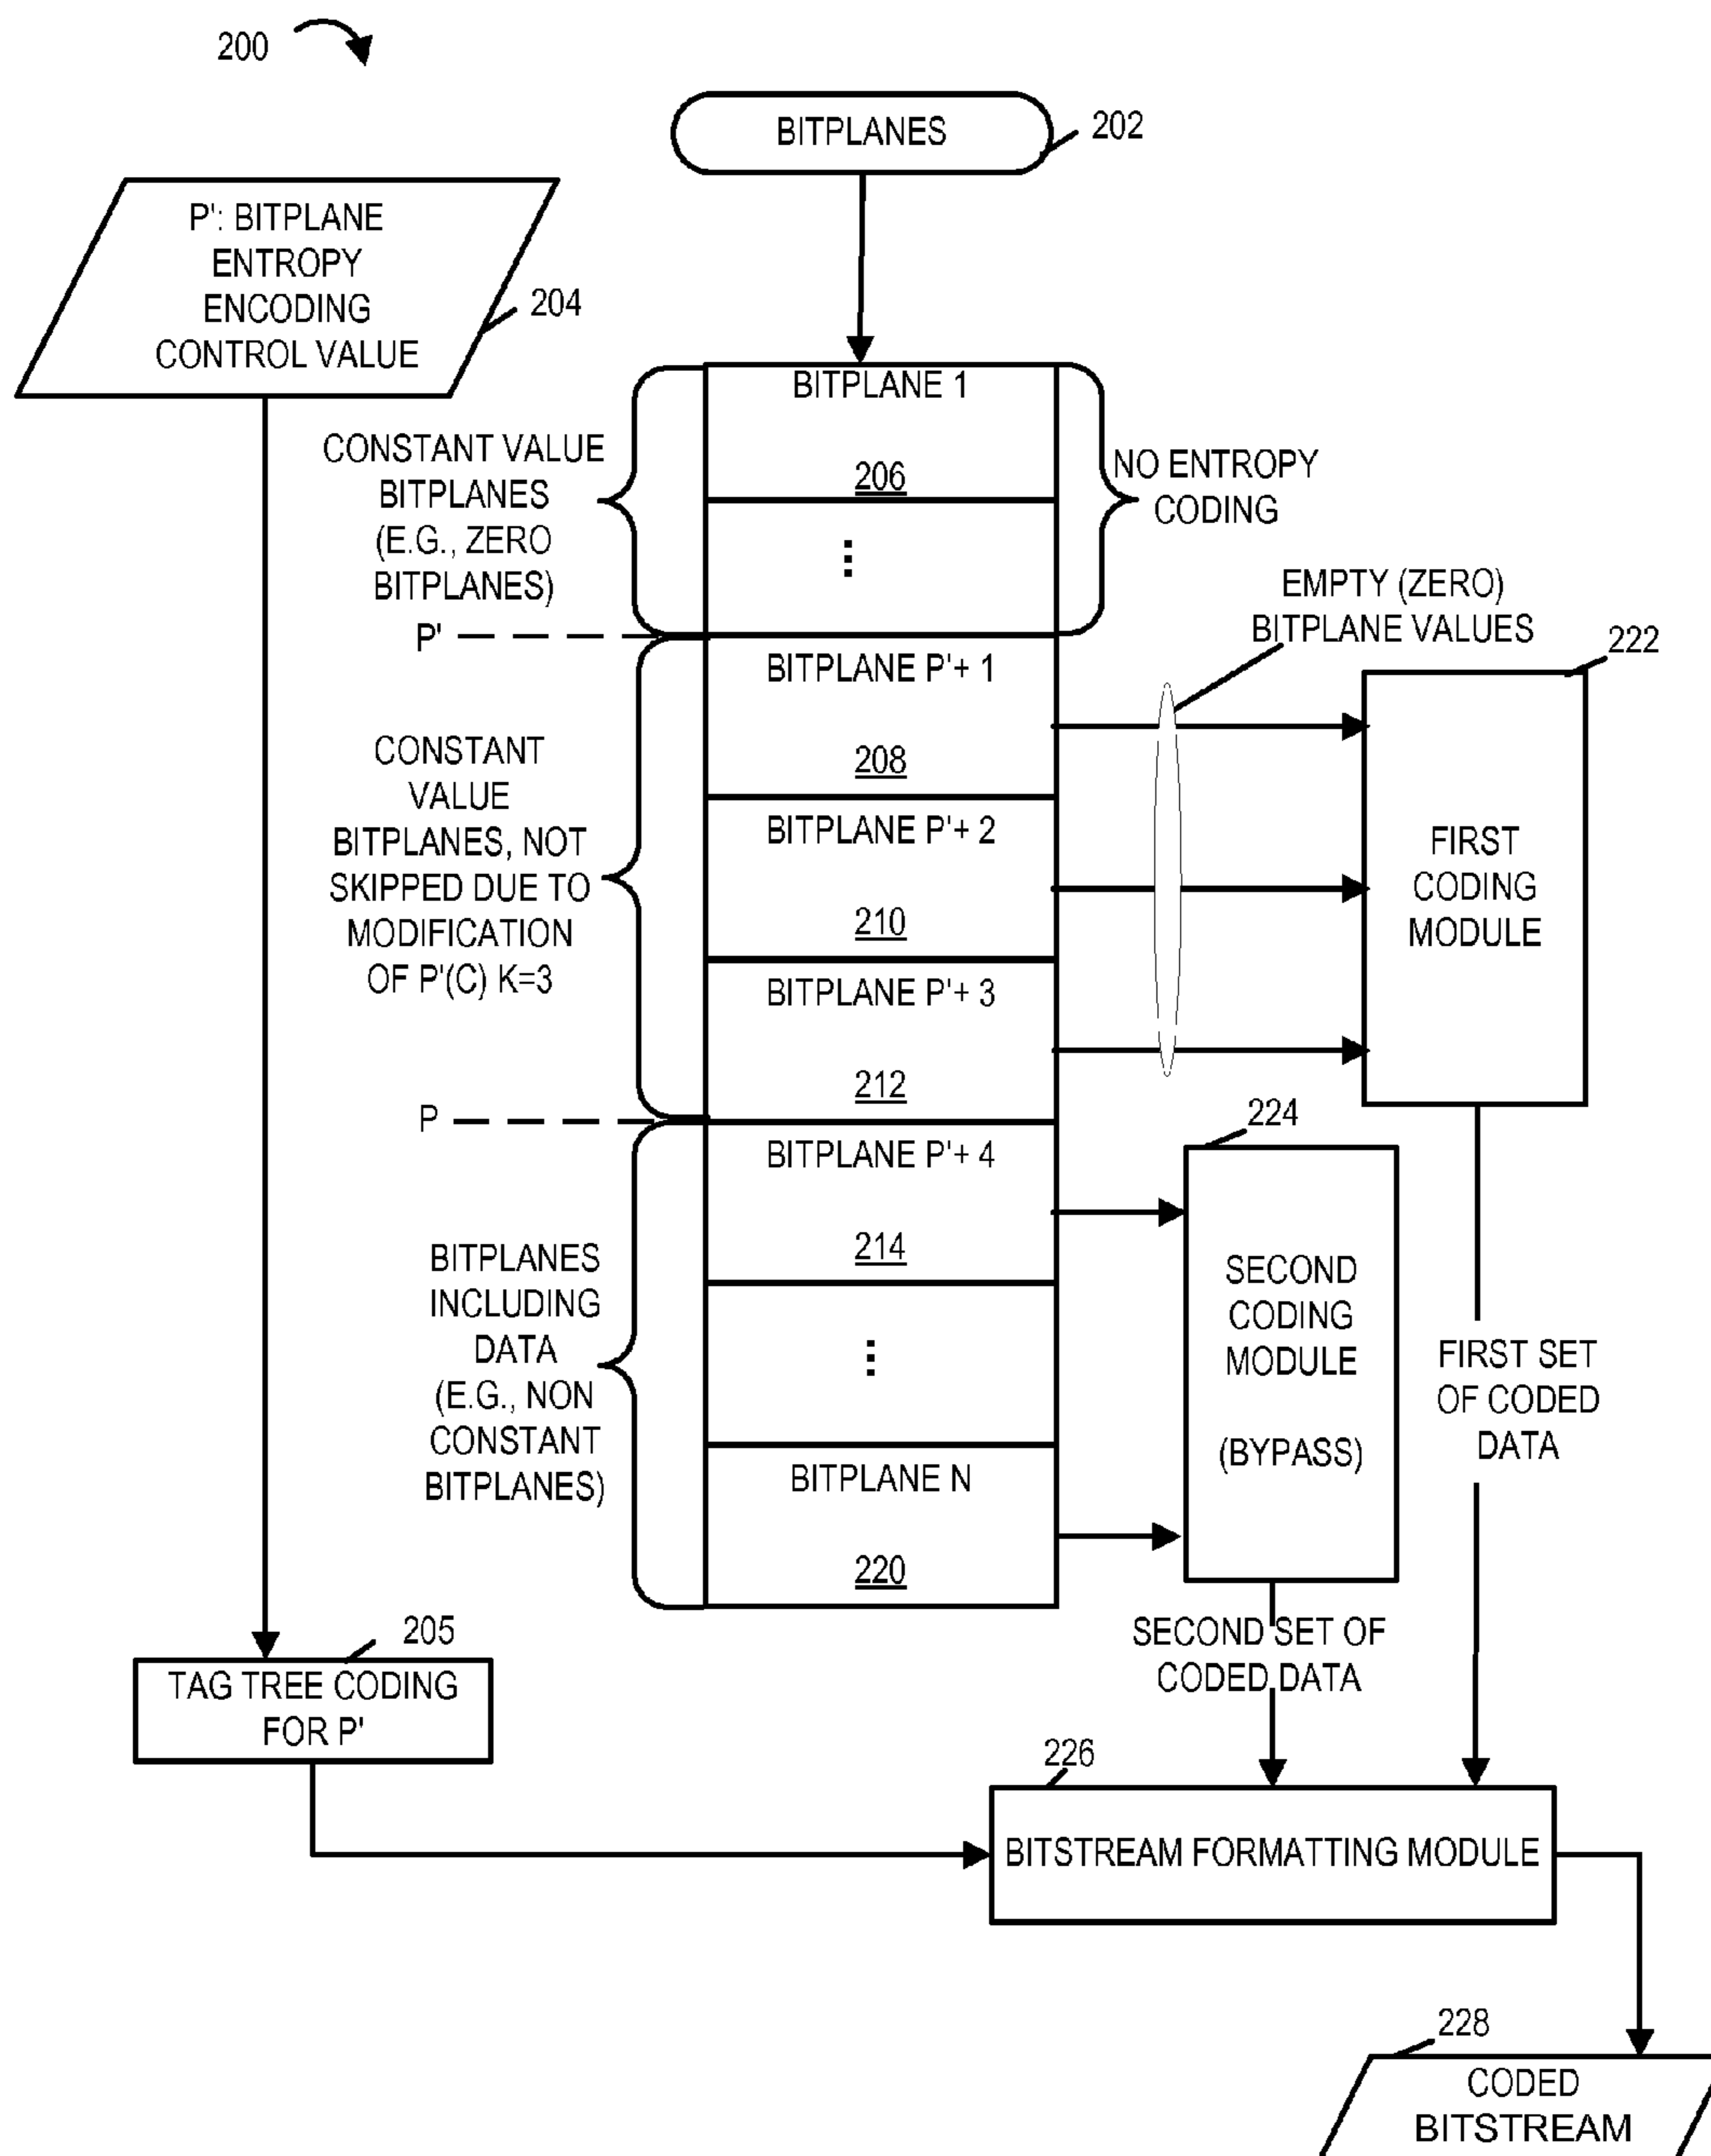 200
BITPLANES
202
P': BITPLANE
ENTROPY
ENCODING
CONTROL VALUE
204
BITPLANE 1
206
⋮
CONSTANT VALUE
BITPLANES
(E.G., ZERO
BITPLANES)
NO ENTROPY
CODING
P'
EMPTY (ZERO)
BITPLANE VALUES
222
BITPLANE P'+ 1
208
BITPLANE P'+ 2
210
BITPLANE P'+ 3
212
CONSTANT
VALUE
BITPLANES, NOT
SKIPPED DUE TO
MODIFICATION
OF P'(C) K=3
FIRST
CODING
MODULE
P
224
BITPLANE P'+ 4
214
⋮
BITPLANE N
220
BITPLANES
INCLUDING
DATA
(E.G., NON
CONSTANT
BITPLANES)
SECOND
CODING
MODULE
(BYPASS)
FIRST SET
OF CODED
DATA
SECOND SET OF
CODED DATA
205
TAG TREE CODING
FOR P'
226
BITSTREAM FORMATTING MODULE
228
CODED
BITSTREAM